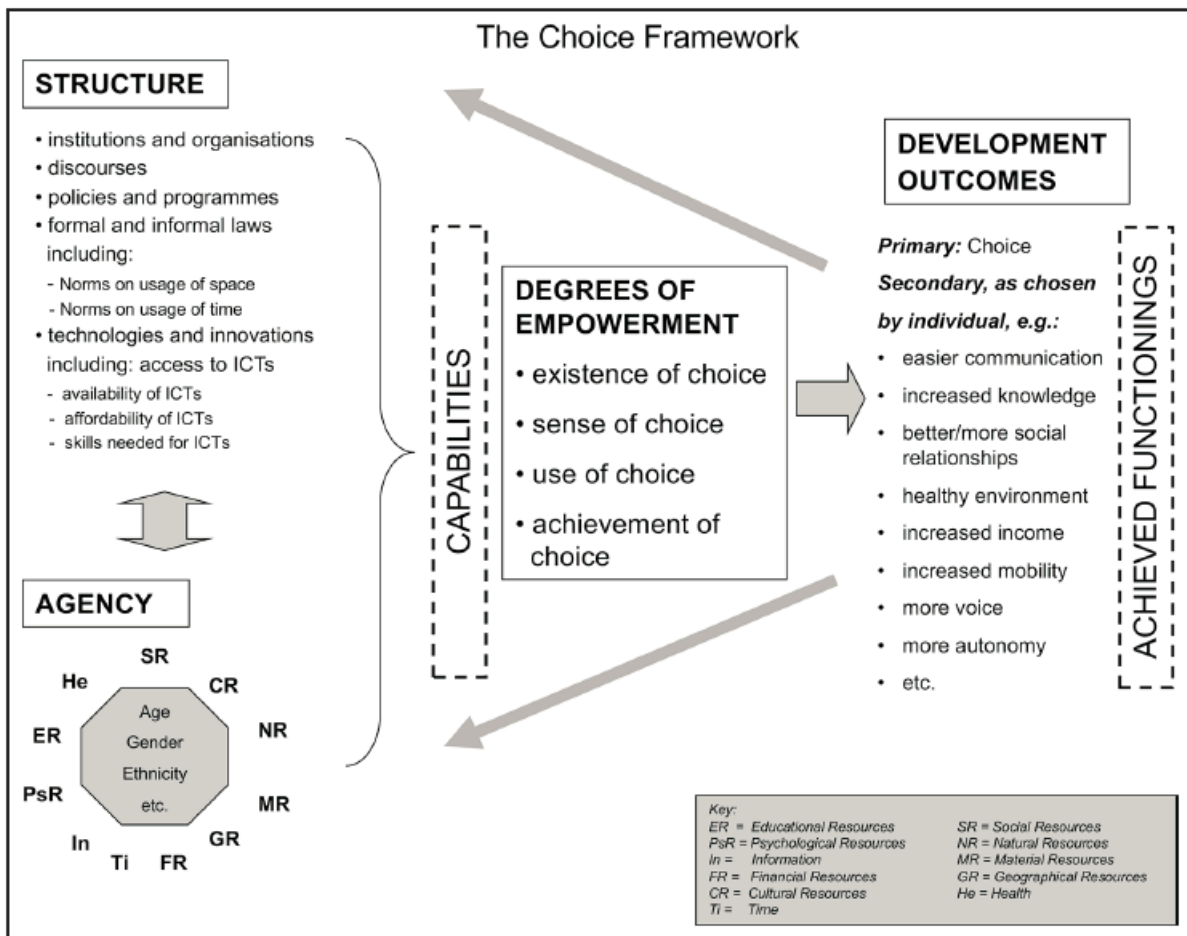 The Choice Framework
STRUCTURE
• institutions and organisations
• discourses
• policies and programmes
• formal and informal laws
including:
- Norms on usage of space
- Norms on usage of time
• technologies and innovations
including: access to ICTs
- availability of ICTs
- affordability of ICTs
- skills needed for ICTs
AGENCY
SR
He
CR
ER
NR
PsR
MR
In
GR
Ti
FR
Age
Gender
Ethnicity
etc.
CAPABILITIES
DEGREES OF
EMPOWERMENT
• existence of choice
• sense of choice
• use of choice
• achievement of
choice
DEVELOPMENT
OUTCOMES
Primary: Choice
Secondary, as chosen
by individual, e.g.:
• easier communication
• increased knowledge
• better/more social
relationships
• healthy environment
• increased income
• increased mobility
• more voice
• more autonomy
• etc.
ACHIEVED FUNCTIONINGS
Key:
ER = Educational Resources
PsR = Psychological Resources
In = Information
FR = Financial Resources
CR = Cultural Resources
Ti = Time
SR = Social Resources
NR = Natural Resources
MR = Material Resources
GR = Geographical Resources
He = Health